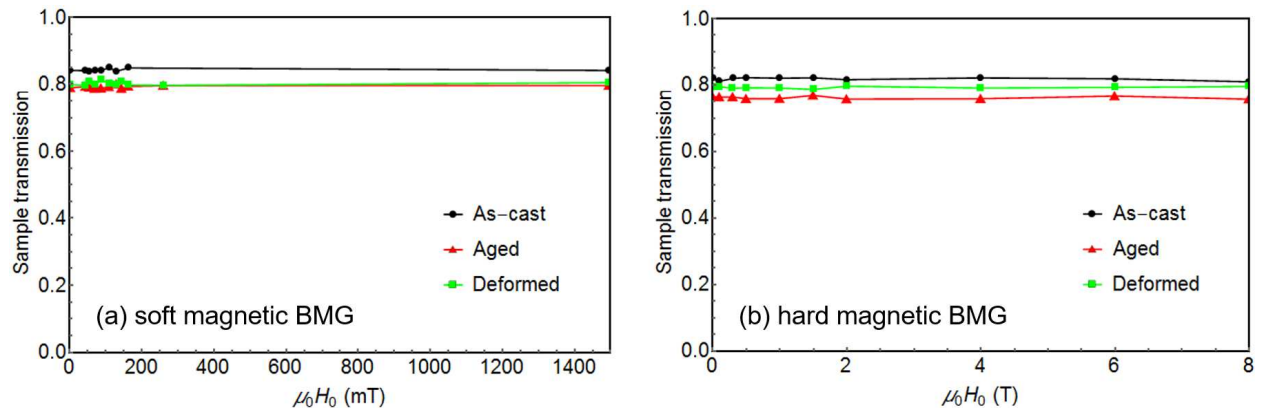 1.0
0.8
0.6
0.4
0.2
0.0
Sample transmission
As−cast
Aged
Deformed
(a) soft magnetic BMG
0 200 400 600 800 1000 1200 1400
μ₀H₀ (mT)
1.0
0.8
0.6
0.4
0.2
0.0
Sample transmission
As−cast
Aged
Deformed
(b) hard magnetic BMG
0 2 4 6 8
μ₀H₀ (T)